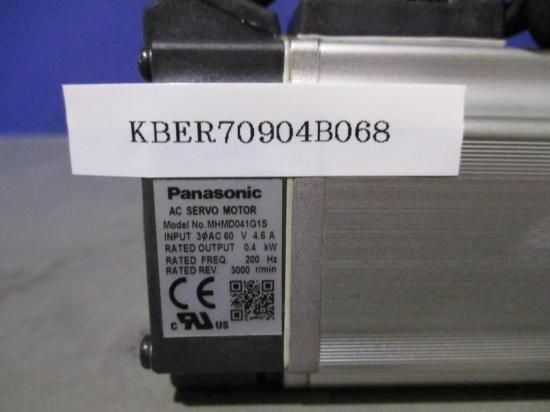 KBER70904B068
Panasonic
AC SERVO MOTOR
Model No. MHMD041G1S
INPUT 3φAC 60 V 4.6 A
RATED OUTPUT 0.4 kW
RATED FREQ. 200 Hz
RATED REV. 3000 r/min
CE
c RU US